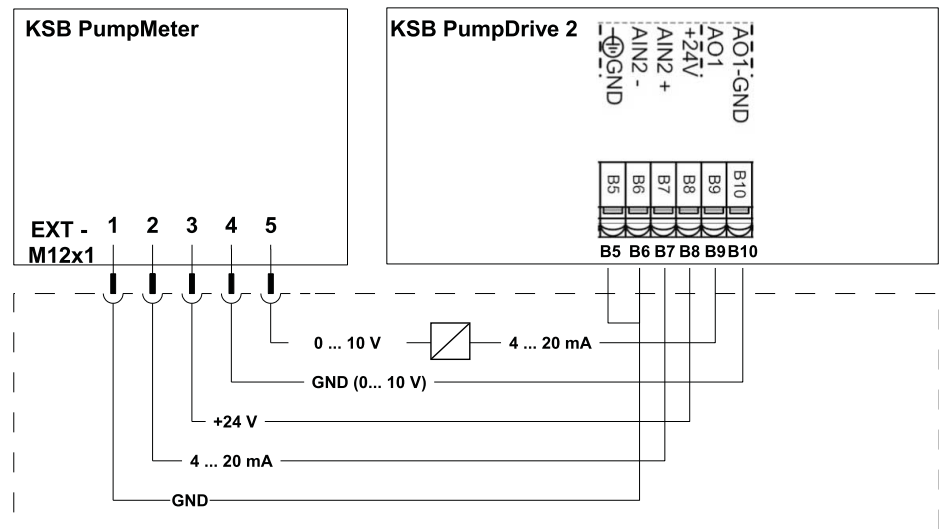 KSB PumpMeter
KSB PumpDrive 2
GND
AIN2 -
AIN2 +
+24V
AO1
AO1-GND
B5 B6 B7 B8 B9 B10
EXT - 1 2 3 4 5
M12x1
B5 B6 B7 B8 B9 B10
0 ... 10 V
4 ... 20 mA
GND (0... 10 V)
+24 V
4 ... 20 mA
GND